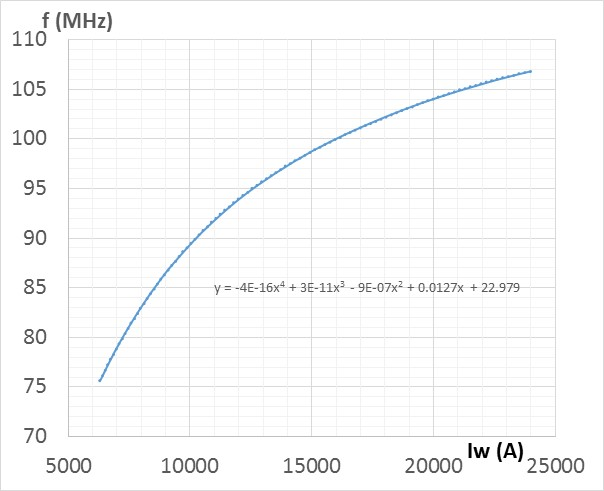 f (MHz)
110
105
100
95
90
85
80
75
70
y = -4E-16x⁴ + 3E-11x³ - 9E-07x² + 0.0127x + 22.979
Iw (A)
5000 10000 15000 20000 25000